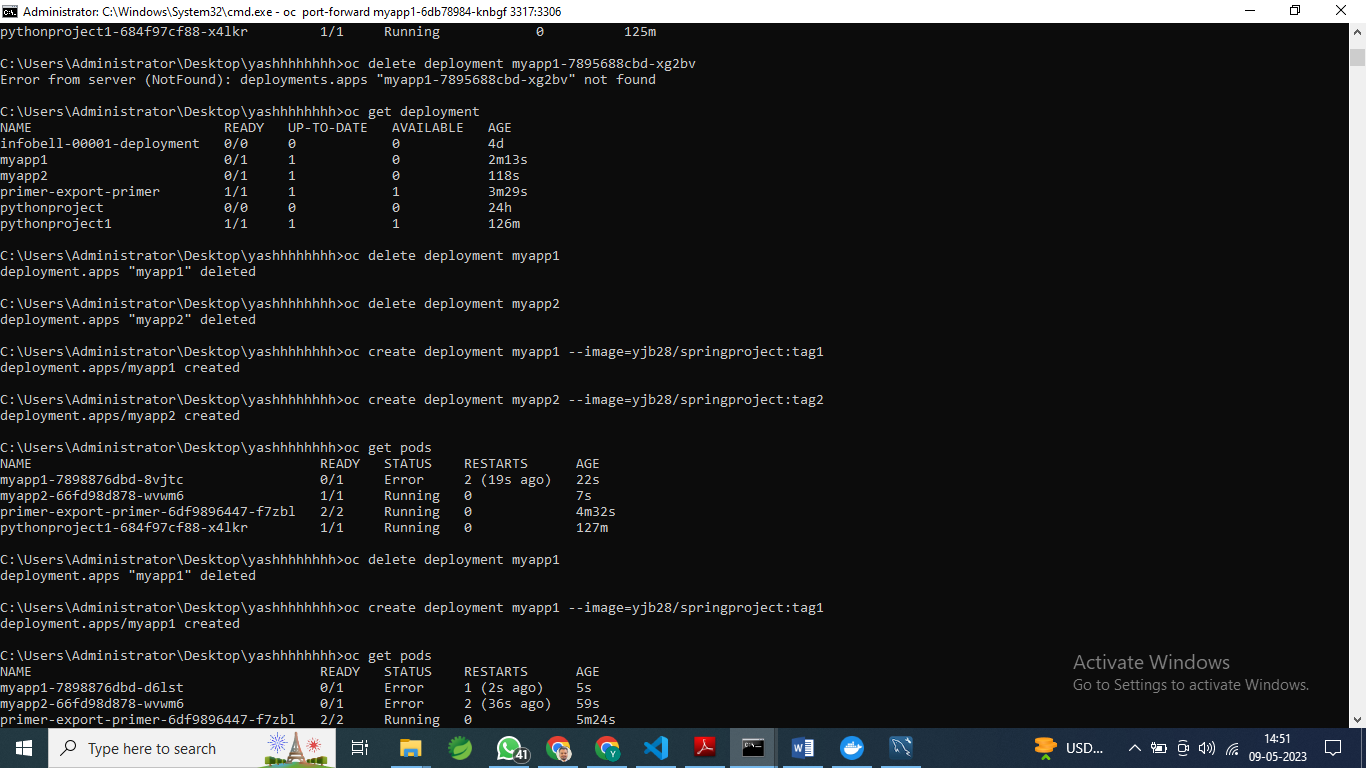 Administrator: C:\Windows\System32\cmd.exe - oc port-forward myapp1-6db78984-knbgf 3317:3306
pythonproject1-684f97cf88-x4lkr 1/1 Running 0 125m
C:\Users\Administrator\Desktop\yashhhhhhhh>oc delete deployment myapp1-7895688cbd-xg2bv
Error from server (NotFound): deployments.apps "myapp1-7895688cbd-xg2bv" not found
C:\Users\Administrator\Desktop\yashhhhhhhh>oc get deployment
NAME READY UP-TO-DATE AVAILABLE AGE
infobell-00001-deployment 0/0 0 0 4d
myapp1 0/1 1 0 2m13s
myapp2 0/1 1 0 118s
primer-export-primer 1/1 1 1 3m29s
pythonproject 0/0 0 0 24h
pythonproject1 1/1 1 1 126m
C:\Users\Administrator\Desktop\yashhhhhhhh>oc delete deployment myapp1
deployment.apps "myapp1" deleted
C:\Users\Administrator\Desktop\yashhhhhhhh>oc delete deployment myapp2
deployment.apps "myapp2" deleted
C:\Users\Administrator\Desktop\yashhhhhhhh>oc create deployment myapp1 --image=yjb28/springproject:tag1
deployment.apps/myapp1 created
C:\Users\Administrator\Desktop\yashhhhhhhh>oc create deployment myapp2 --image=yjb28/springproject:tag2
deployment.apps/myapp2 created
C:\Users\Administrator\Desktop\yashhhhhhhh>oc get pods
NAME READY STATUS RESTARTS AGE
myapp1-7898876dbd-8vjtc 0/1 Error 2 (19s ago) 22s
myapp2-66fd98d878-wvwm6 1/1 Running 0 7s
primer-export-primer-6df9896447-f7zbl 2/2 Running 0 4m32s
pythonproject1-684f97cf88-x4lkr 1/1 Running 0 127m
C:\Users\Administrator\Desktop\yashhhhhhhh>oc delete deployment myapp1
deployment.apps "myapp1" deleted
C:\Users\Administrator\Desktop\yashhhhhhhh>oc create deployment myapp1 --image=yjb28/springproject:tag1
deployment.apps/myapp1 created
C:\Users\Administrator\Desktop\yashhhhhhhh>oc get pods
NAME READY STATUS RESTARTS AGE
myapp1-7898876dbd-d6lst 0/1 Error 1 (2s ago) 5s
myapp2-66fd98d878-wvwm6 0/1 Error 2 (36s ago) 59s
primer-export-primer-6df9896447-f7zbl 2/2 Running 0 5m24s
Activate Windows
Go to Settings to activate Windows.
Type here to search
41
USD...
14:51
09-05-2023